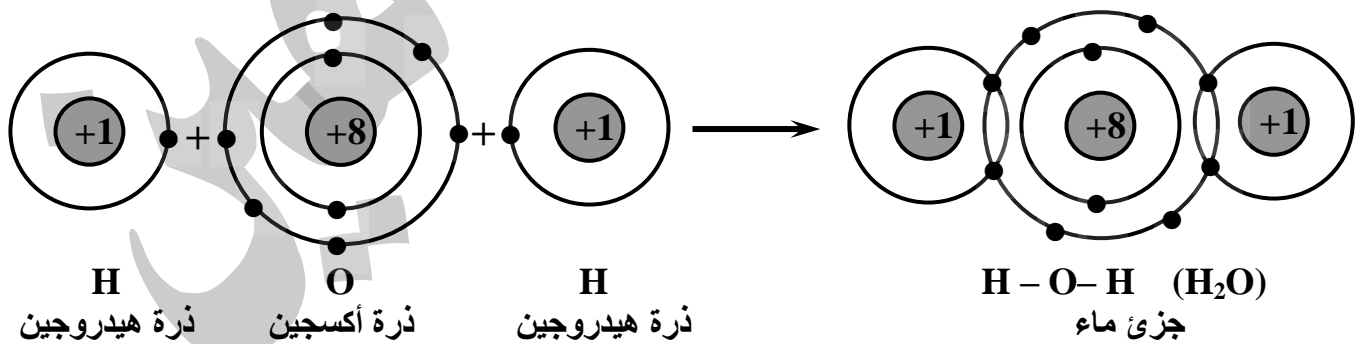 +1 + +8 + +1 +1 +8 +1
H O H H – O– H (H₂O)
ذرة هيدروجين ذرة أكسجين ذرة هيدروجين جزئ ماء